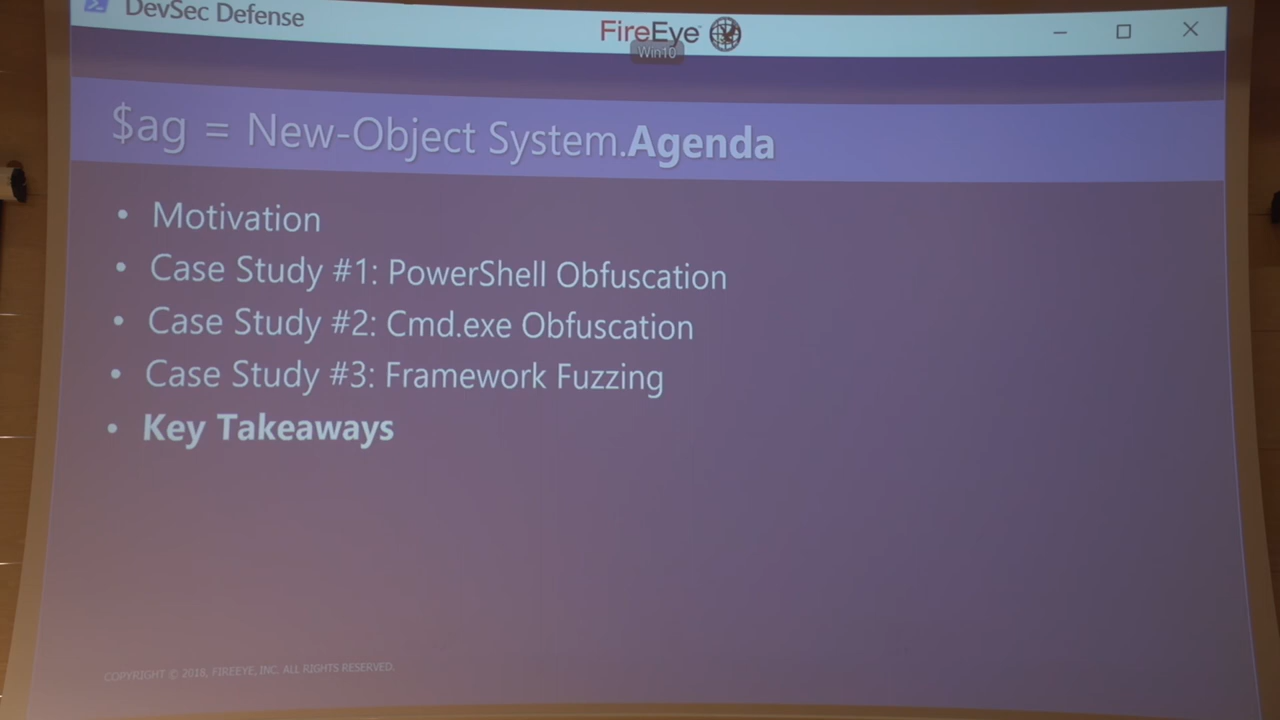 DevSec Defense
FireEye
Win10
$ag = New-Object System.Agenda
• Motivation
• Case Study #1: PowerShell Obfuscation
• Case Study #2: Cmd.exe Obfuscation
• Case Study #3: Framework Fuzzing
• Key Takeaways
COPYRIGHT © 2018, FIREEYE, INC. ALL RIGHTS RESERVED.